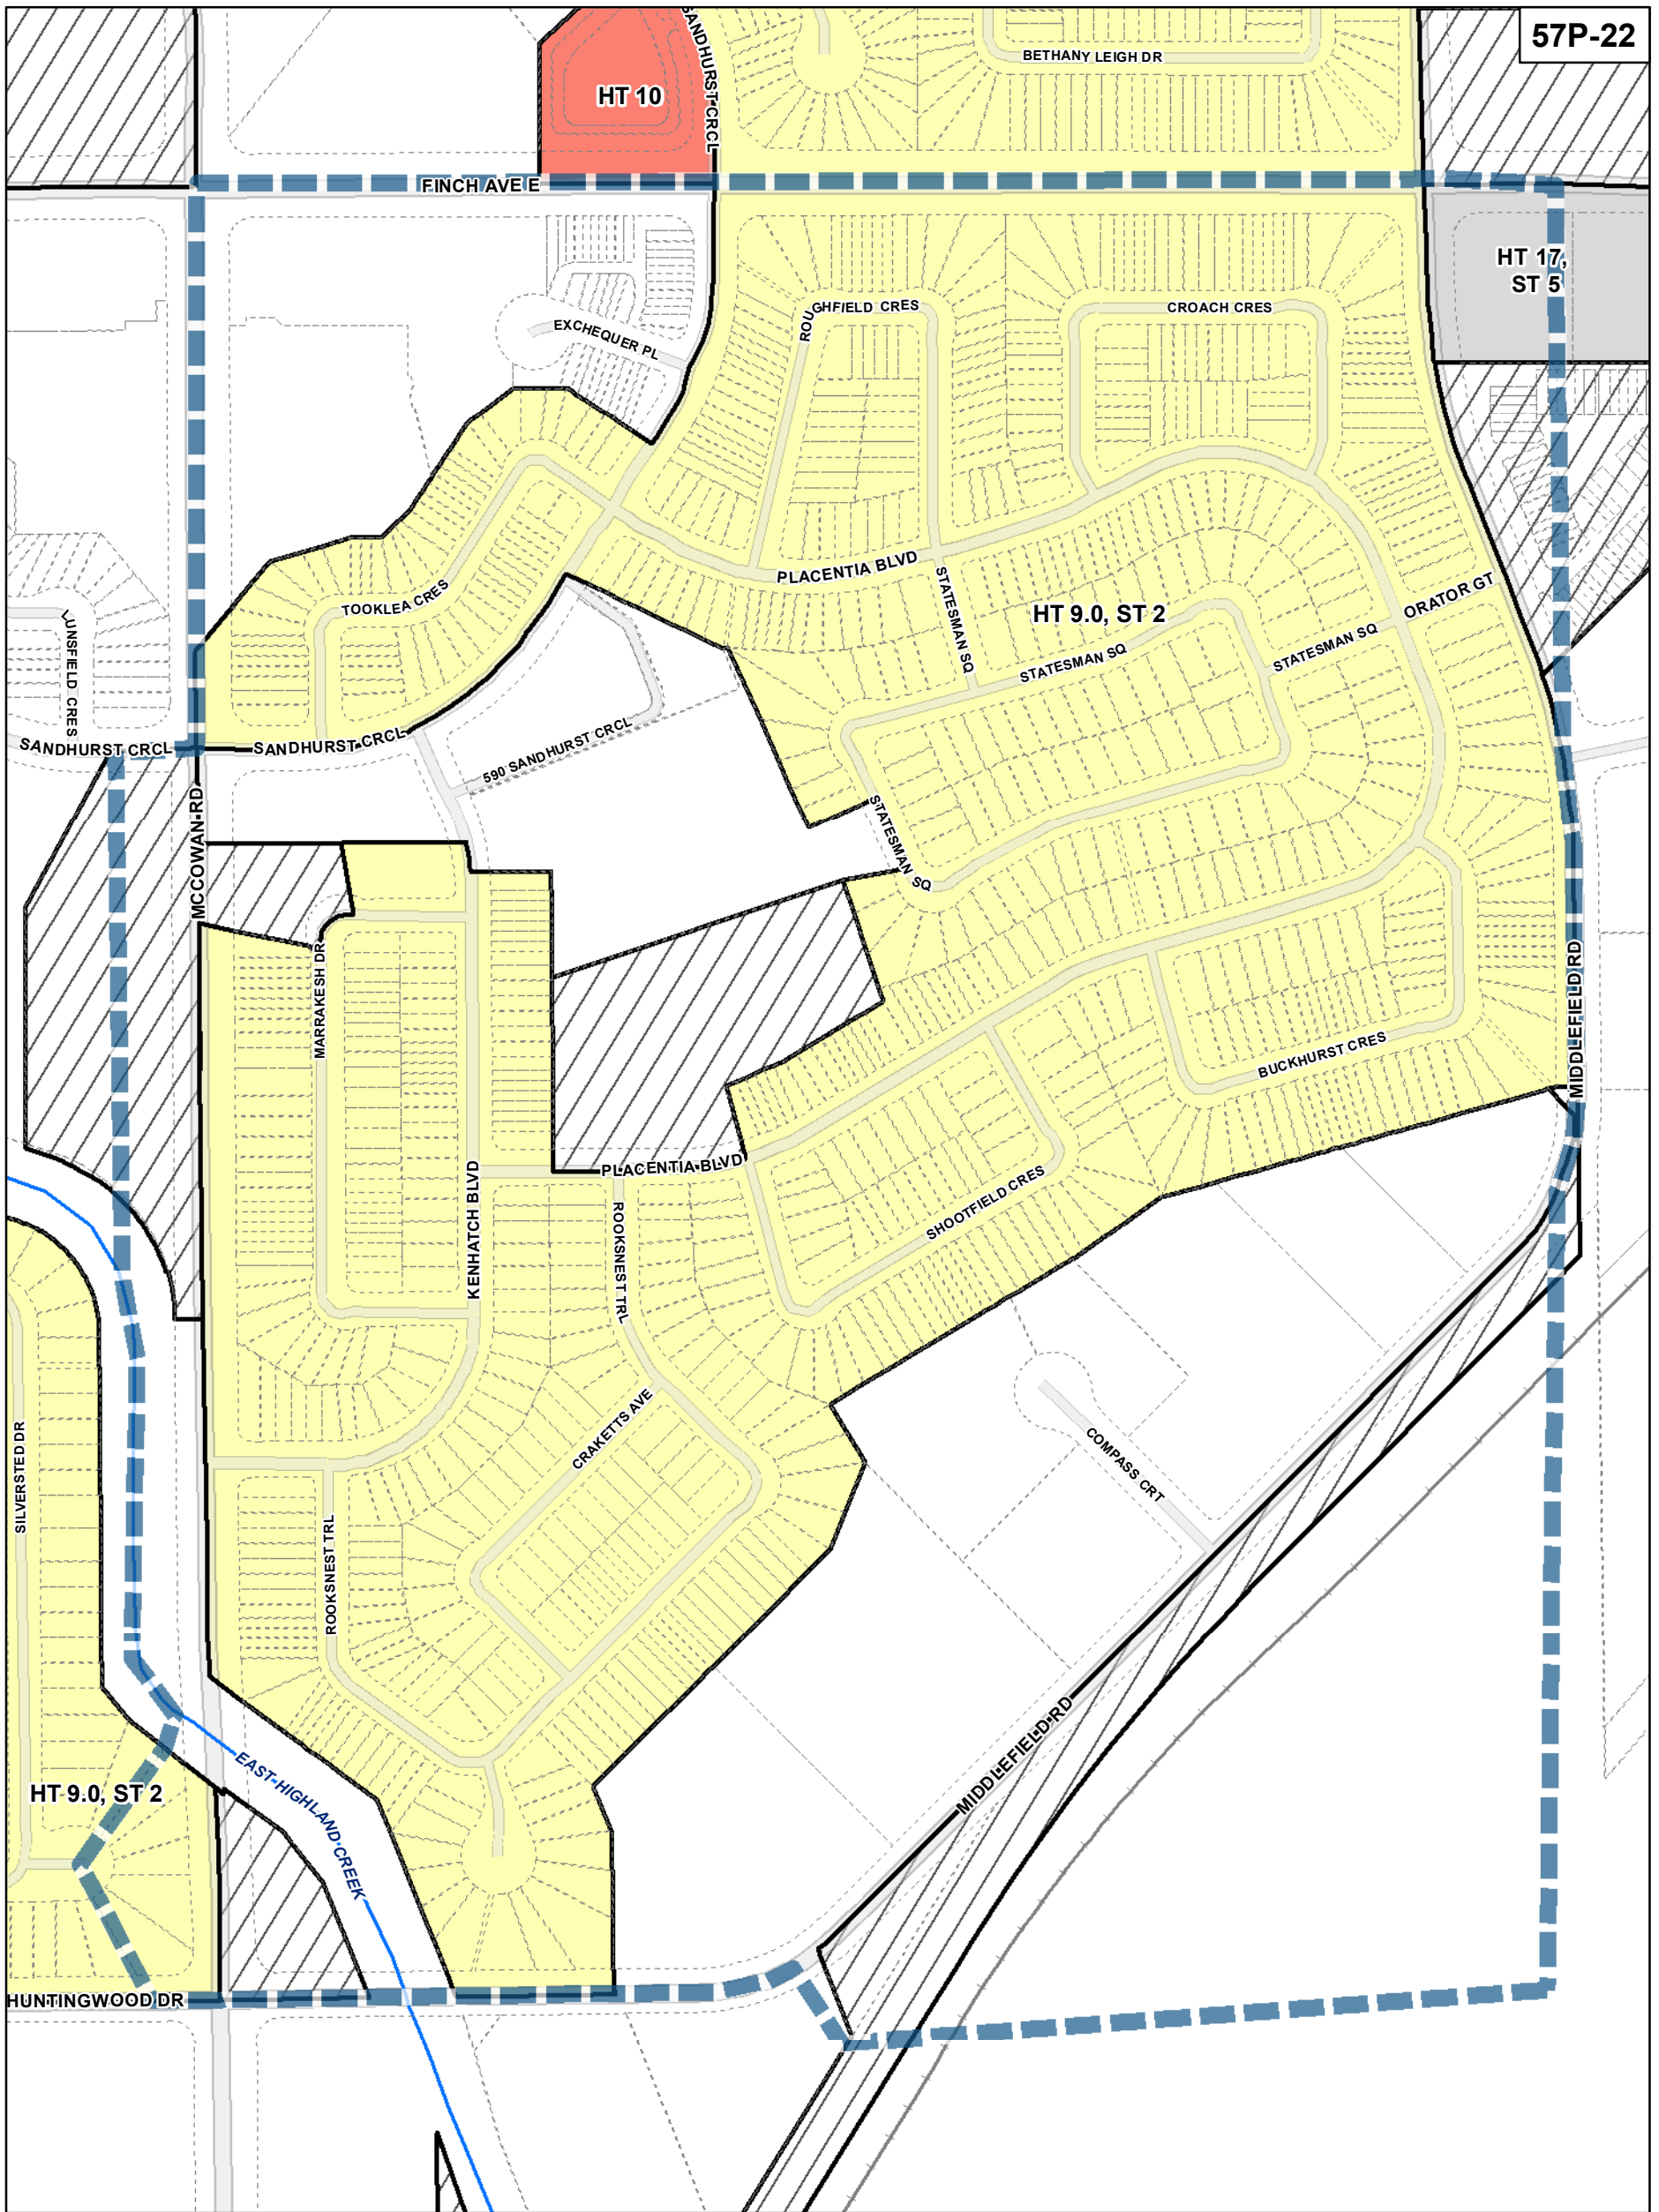 57P-22
SANDHURST CRCL
BETHANY LEIGH DR
HT 10
FINCH AVE E
HT 17,
ST 5
ROUGHFIELD CRES
CROACH CRES
EXCHEQUER PL
PLACENTIA BLVD
STATESMAN SQ
HT 9.0, ST 2
ORATOR GT
STATESMAN SQ
STATESMAN SQ
TOOKLEA CRES
LUNSFIELD CRES
SANDHURST CRCL
SANDHURST CRCL
590 SANDHURST CRCL
STATESMAN SQ
MCCOWAN RD
MARRAKESH DR
MIDDLEFIELD RD
BUCKHURST CRES
PLACENTIA BLVD
KENHATCH BLVD
ROOKSNEST TRL
SHOOTFIELD CRES
CRAKETTS AVE
COMPASS CRT
SILVERSTED DR
ROOKSNEST TRL
MIDDLEFIELD RD
HT 9.0, ST 2
EAST HIGHLAND CREEK
HUNTINGWOOD DR